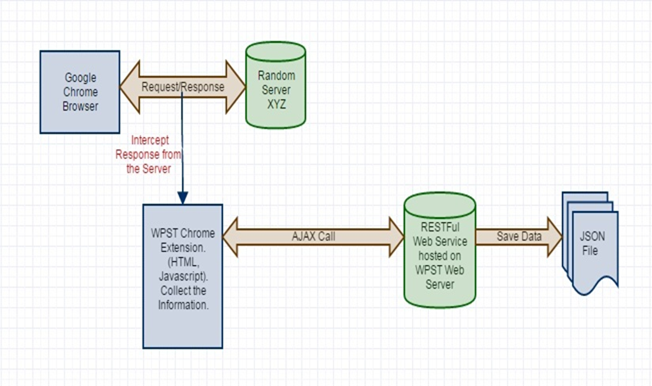 Google
Chrome
Browser
Request/Response
Random
Server
XYZ
Intercept
Response from
the Server
WPST Chrome
Extension.
(HTML,
Javascript).
Collect the
Information.
AJAX Call
RESTFul
Web Service
hosted on
WPST Web
Server
Save Data
JSON
File